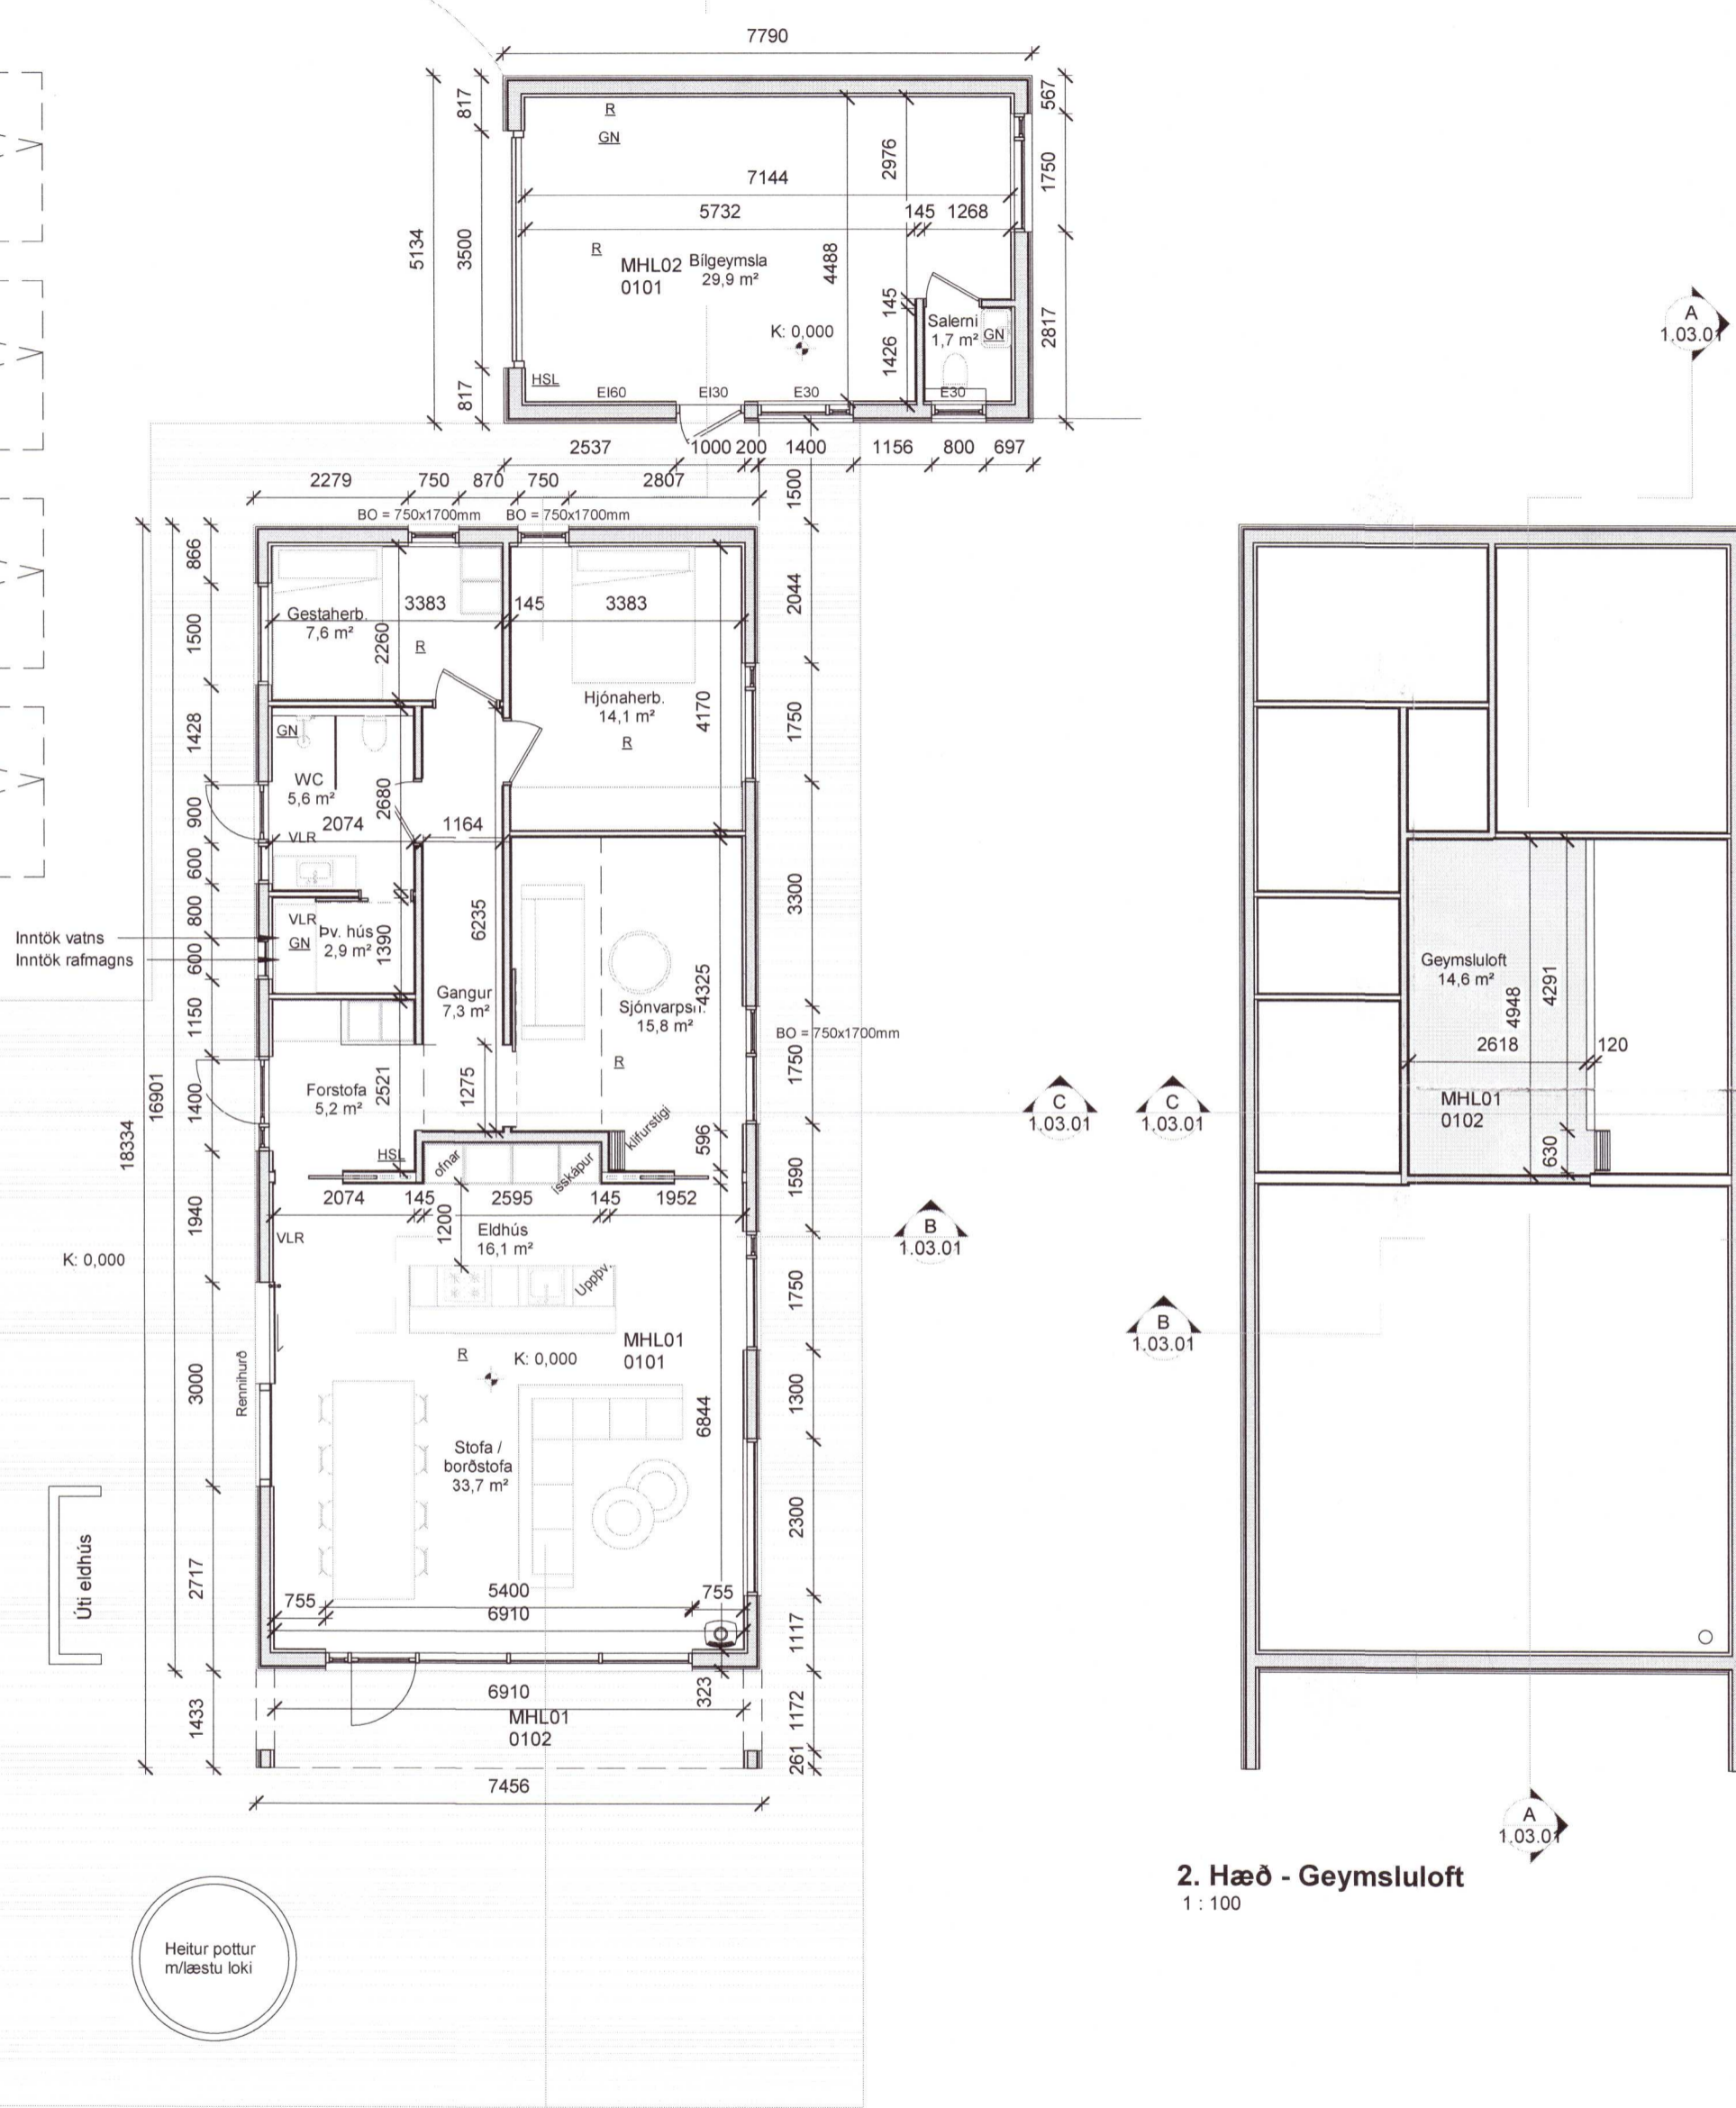 7790
817
3500
817
5134
567
1750
2817
R
GN
2976
7144
5732
145
1268
R
MHL02
0101
Bílgeymsla
29,9 m²
4488
145
1426
K: 0,000
Salerni
1,7 m²
GN
HSL
EI60
EI30
E30
E30
2537
1000
200
1400
1156
800
697
1500
2279
750
870
750
2807
BO = 750x1700mm
BO = 750x1700mm
866
1500
1428
900
600
800
600
1150
1400
1940
3000
2717
1433
16901
18334
2044
1750
3300
1750
1590
1750
1300
2300
1117
1172
261
Gestaherb.
7,6 m²
3383
2260
R
145
3383
Hjónaherb.
14,1 m²
R
4170
GN
WC
5,6 m²
2680
VLR
2074
1164
VLR
GN
Þv. hús
2,9 m²
1390
Inntök vatns
Inntök rafmagns
6235
Gangur
7,3 m²
Sjónvarpsh.
15,8 m²
4325
R
BO = 750x1700mm
Forstofa
5,2 m²
2521
1275
HSL
ofnar
ísskápur
klifurstigi
596
2074
145
2595
145
1952
1200
Eldhús
16,1 m²
VLR
K: 0,000
Uppþv.
Rennihurð
R
K: 0,000
MHL01
0101
6844
Stofa /
borðstofa
33,7 m²
755
5400
755
6910
6910
323
MHL01
0102
7456
Úti eldhús
Heitur pottur
m/læstu loki
A
1.03.01
C
1.03.01
C
1.03.01
B
1.03.01
B
1.03.01
Geymsluloft
14,6 m²
4948
4291
2618
120
MHL01
0102
630
A
1.03.01
2. Hæð - Geymsluloft
1 : 100